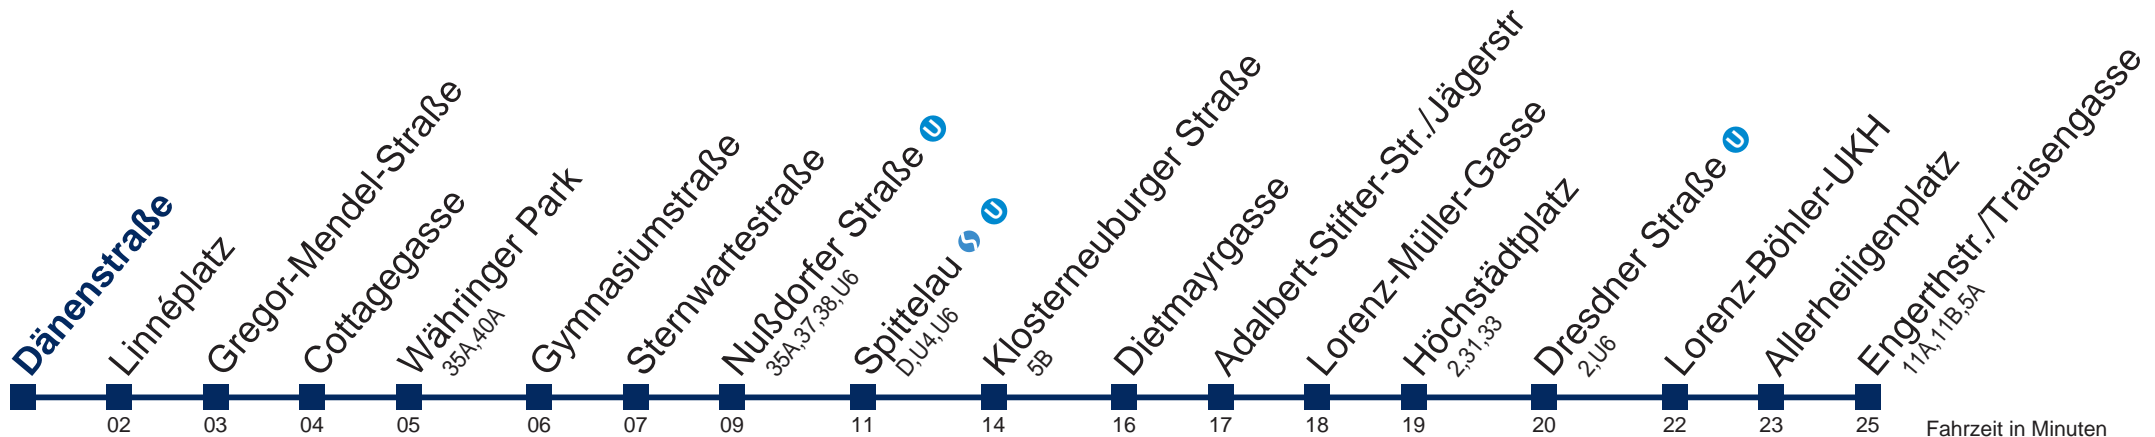 Dänenstraße
Linnéplatz
Gregor-Mendel-Straße
Cottagegasse
Währinger Park
35A,40A
Gymnasiumstraße
Sternwartestraße
Nußdorfer Straße U
35A,37,38,U6
Spittelau S U
D,U4,U6
Klosterneuburger Straße
5B
Dietmayrgasse
Adalbert-Stifter-Str./Jägerstr
Lorenz-Müller-Gasse
Höchstädtplatz
2,31,33
Dresdner Straße U
2,U6
Lorenz-Böhler-UKH
Allerheiligenplatz
Engerthstr./Traisengasse
11A,11B,5A
02 03 04 05 06 07 09 11 14 16 17 18 19 20 22 23 25
Fahrzeit in Minuten